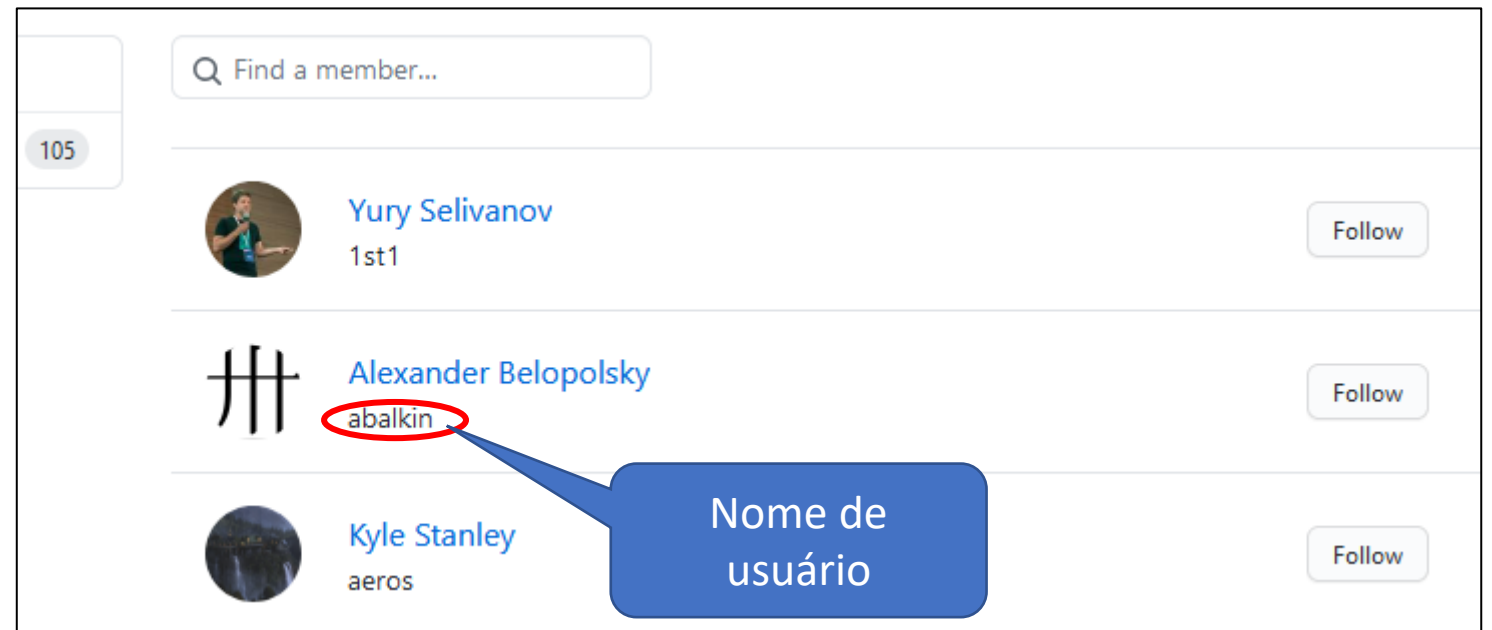 Find a member...
105
Yury Selivanov
1st1
Follow
Alexander Belopolsky
abalkin
Follow
Nome de
usuário
Kyle Stanley
aeros
Follow